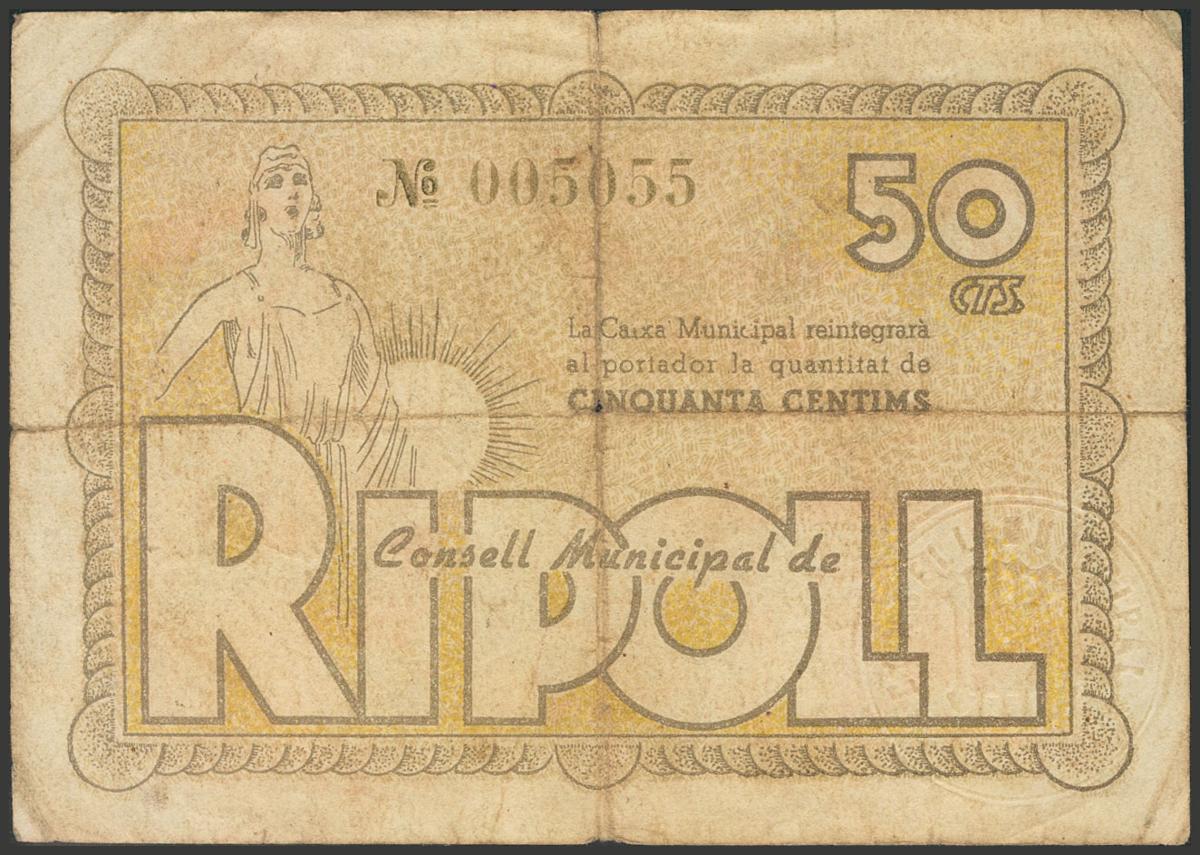 Nº 005055
50
CTS.
La Caixa Municipal reintegrarà
al portador la quantitat de
CINQUANTA CENTIMS
Consell Municipal de
RIPOLL